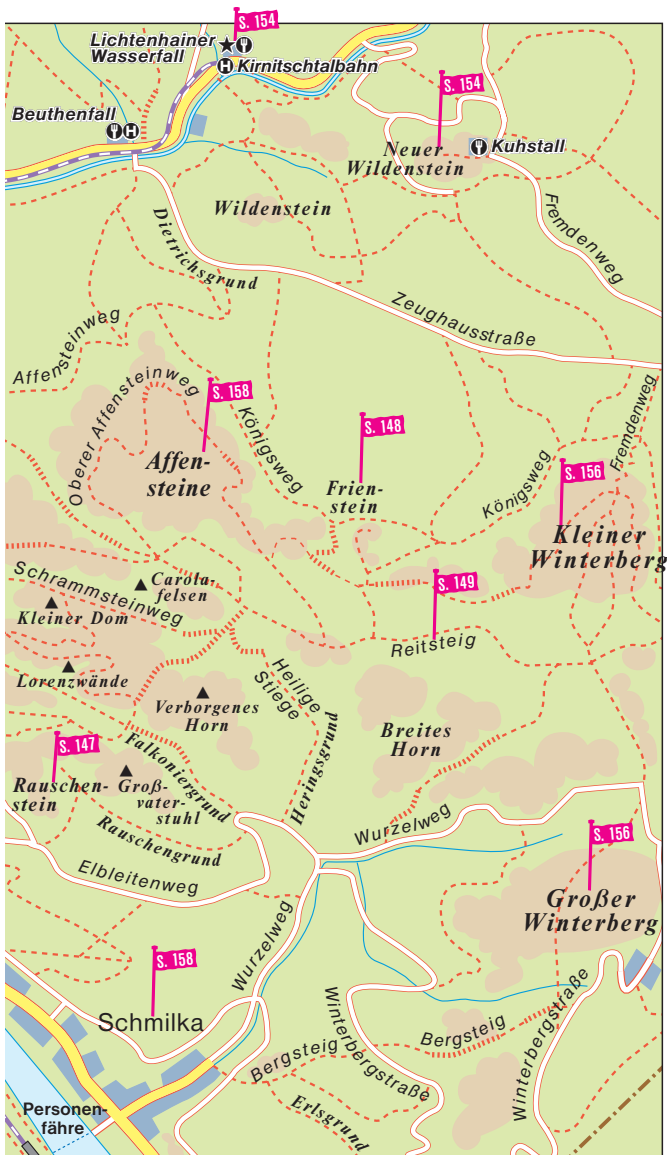 S. 154
Lichtenhainer
Wasserfall
H Kirnitschtalbahn
S. 154
Beuthenfall
H
Neuer
Wildenstein
Kuhstall
Wildenstein
Dietrichsgrund
Fremdenweg
Zeughausstraße
Affensteinweg
Oberer Affensteinweg
S. 158
Königsweg
S. 148
Fremdenweg
Affen-
steine
Frien-
stein
Königsweg
S. 156
Kleiner
Winterberg
Schrammsteinweg
Carola-
felsen
S. 149
Kleiner Dom
Reitsteig
Lorenzwände
Heilige
Stiege
Verborgenes
Horn
Breites
Horn
S. 147
Falkoniergrund
Heringsgrund
Rauschen-
stein
Groß-
vater-
stuhl
Rauschengrund
Wurzelweg
S. 156
Elbleitenweg
Großer
Winterberg
Wurzelweg
S. 158
Schmilka
Winterbergstraße
Bergsteig
Bergsteig
Winterbergstraße
Erlsgrund
Personen-
fähre